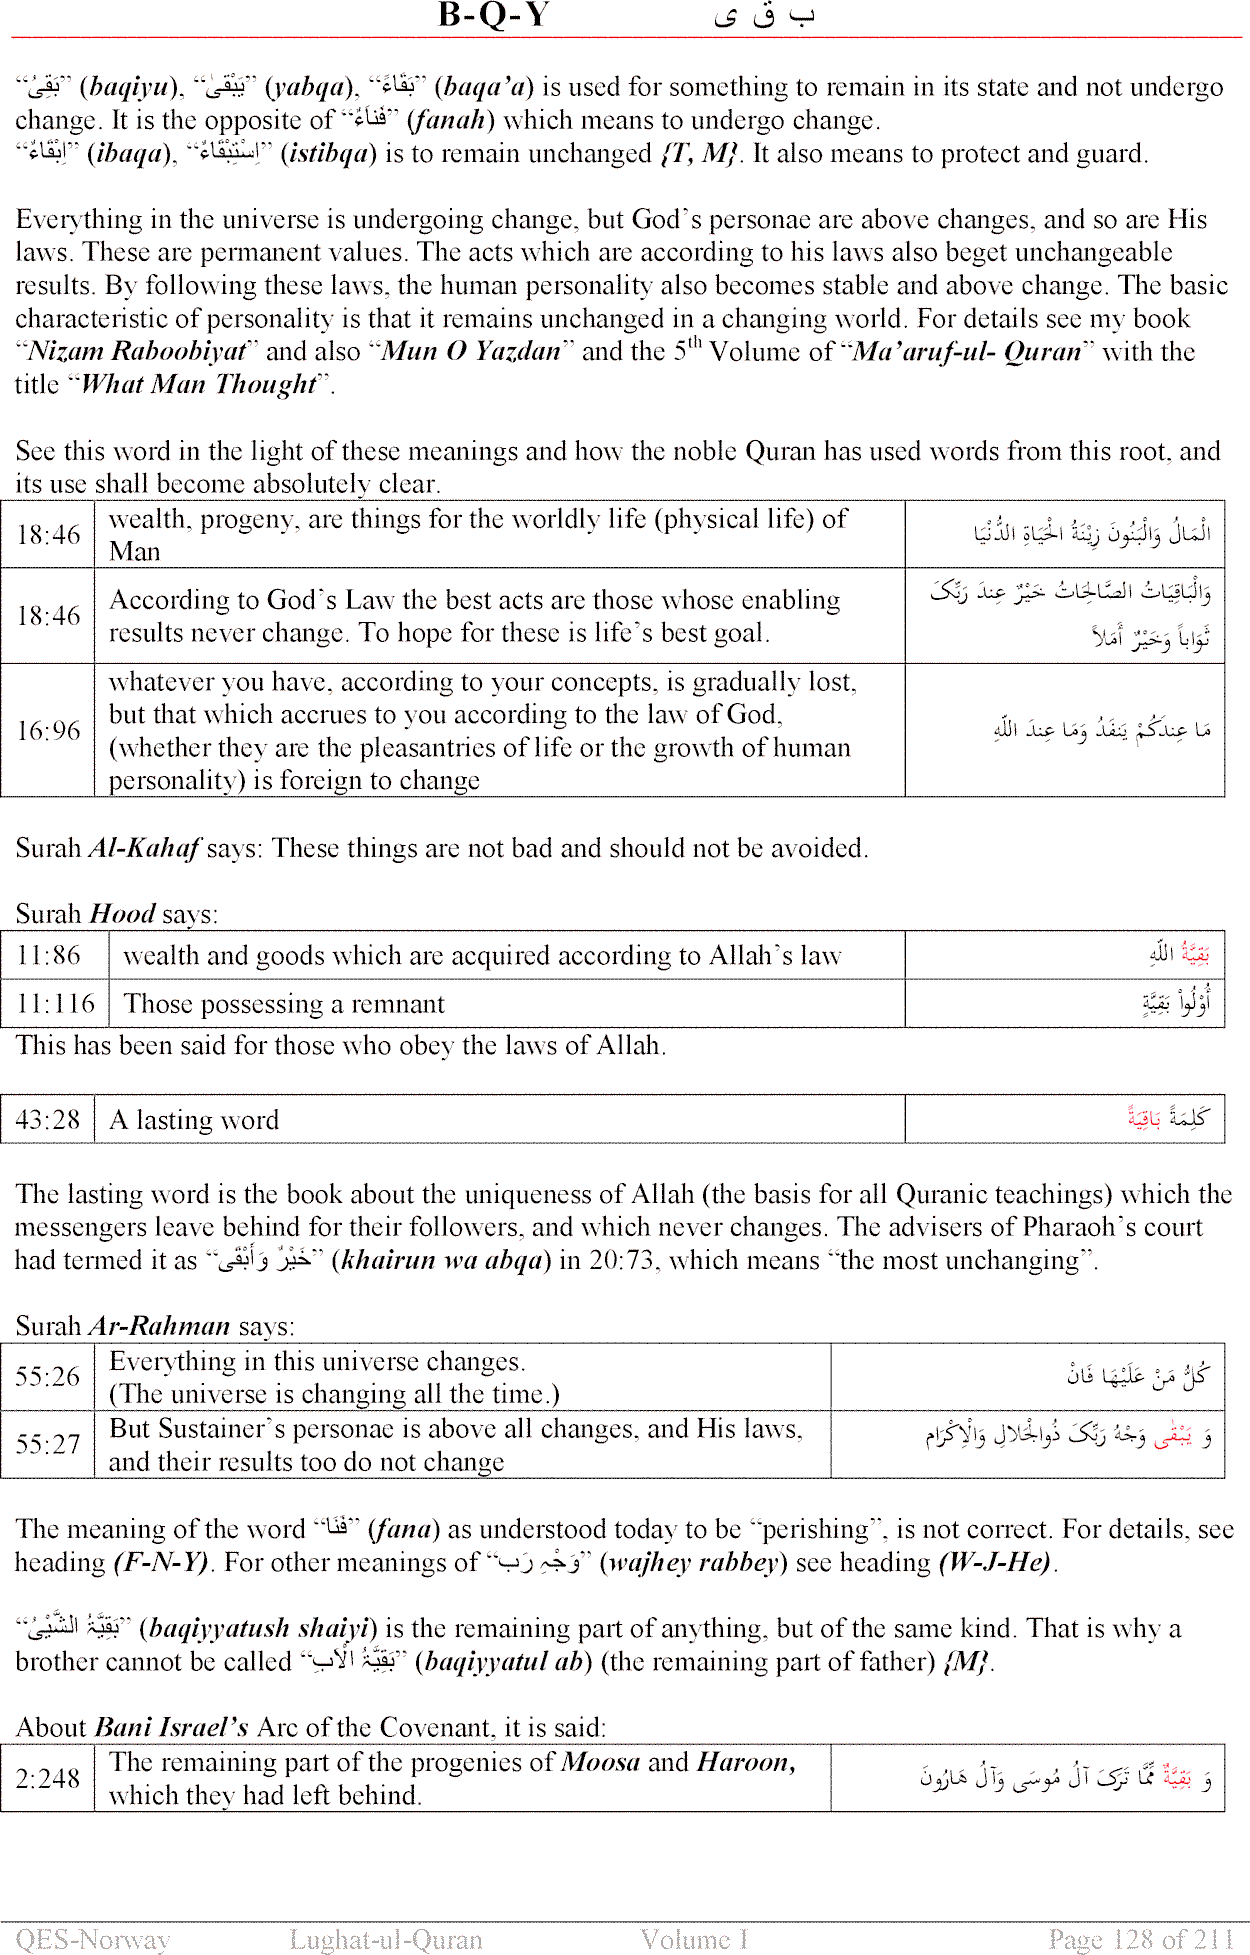 B-Q-Y ب ق ى
“بَقِیُ” (baqiyu), “یَبْقیٰ” (yabqa), “بَقَاءً” (baqa’a) is used for something to remain in its state and not undergo
change. It is the opposite of “فَنَاَءُ” (fanah) which means to undergo change.
“اِبْقَاءُ” (ibaqa), “اِسْتِبْقَاءُ” (istibqa) is to remain unchanged {T, M}. It also means to protect and guard.
Everything in the universe is undergoing change, but God’s personae are above changes, and so are His
laws. These are permanent values. The acts which are according to his laws also beget unchangeable
results. By following these laws, the human personality also becomes stable and above change. The basic
characteristic of personality is that it remains unchanged in a changing world. For details see my book
“Nizam Raboobiyat” and also “Mun O Yazdan” and the 5th Volume of “Ma’aruf-ul- Quran” with the
title “What Man Thought”.
See this word in the light of these meanings and how the noble Quran has used words from this root, and
its use shall become absolutely clear.
18:46 wealth, progeny, are things for the worldly life (physical life) of الْمَالُ وَالْبَنُونَ زِيْنَةُ الْحَيَاةِ الدُّنْيَا
Man
18:46 According to God’s Law the best acts are those whose enabling وَالْبَاقِيَاتُ الصَّالِحَاتُ خَيْرٌ عِندَ رَبِّکَ
results never change. To hope for these is life’s best goal. ثَوَاباً وَخَيْرٌ أَمَلاً
16:96 whatever you have, according to your concepts, is gradually lost,
but that which accrues to you according to the law of God, مَا عِندَكُمْ يَنفَدُ وَمَا عِندَ اللّهِ
(whether they are the pleasantries of life or the growth of human
personality) is foreign to change
Surah Al-Kahaf says: These things are not bad and should not be avoided.
Surah Hood says:
11:86 wealth and goods which are acquired according to Allah’s law بَقِيَّةُ اللّهِ
11:116 Those possessing a remnant أُوْلُواْ بَقِيَّةٍ
This has been said for those who obey the laws of Allah.
43:28 A lasting word كَلِمَةً بَاقِيَةً
The lasting word is the book about the uniqueness of Allah (the basis for all Quranic teachings) which the
messengers leave behind for their followers, and which never changes. The advisers of Pharaoh’s court
had termed it as “خَيْرٌ وَأَبْقَى” (khairun wa abqa) in 20:73, which means “the most unchanging”.
Surah Ar-Rahman says:
55:26 Everything in this universe changes. كُلُّ مَنْ عَلَيْهَا فَانْ
(The universe is changing all the time.)
55:27 But Sustainer’s personae is above all changes, and His laws, وَ يَبْقٰى وَجْهُ رَبِّکَ ذُوالْجَلالِ وَالْاِكْرَام
and their results too do not change
The meaning of the word “فَنَا” (fana) as understood today to be “perishing”, is not correct. For details, see
heading (F-N-Y). For other meanings of “وَجْہِ رَب” (wajhey rabbey) see heading (W-J-He).
“بَقِيَّۃُ الشَّيْیُٔ” (baqiyyatush shaiyi) is the remaining part of anything, but of the same kind. That is why a
brother cannot be called “بَقِيَّۃُ الْاَبِ” (baqiyyatul ab) (the remaining part of father) {M}.
About Bani Israel’s Arc of the Covenant, it is said:
2:248 The remaining part of the progenies of Moosa and Haroon, وَ بَقِيَّةٌ مِّمَّا تَرَکَ آلُ مُوسَى وَآلُ هَارُونَ
which they had left behind.
QES-Norway Lughat-ul-Quran Volume I Page 128 of 211